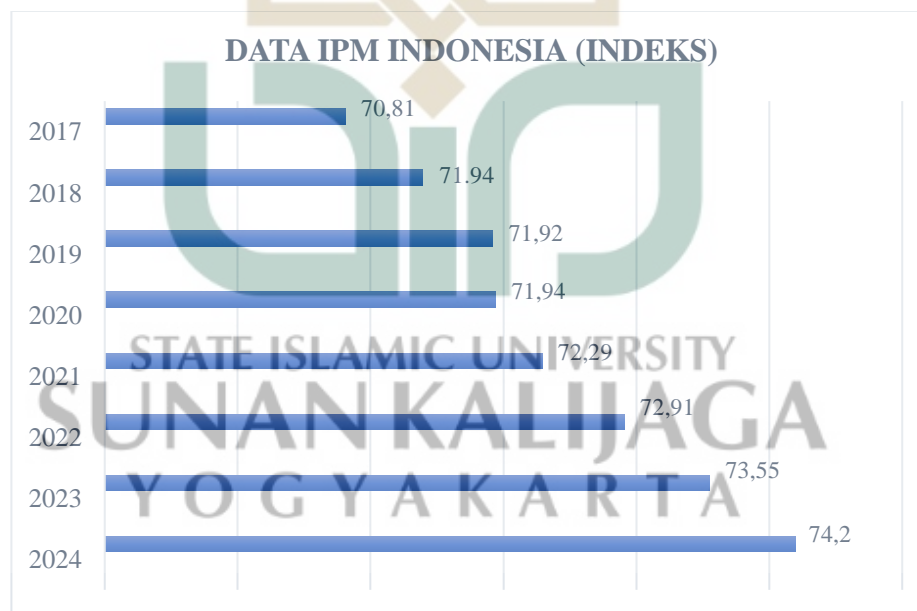 DATA IPM INDONESIA (INDEKS)
2017 70,81
2018 71.94
2019 71,92
2020 71,94
2021 72,29
2022 72,91
2023 73,55
2024 74,2
STATE ISLAMIC UNIVERSITY
SUNAN KALIJAGA
YOGYAKARTA